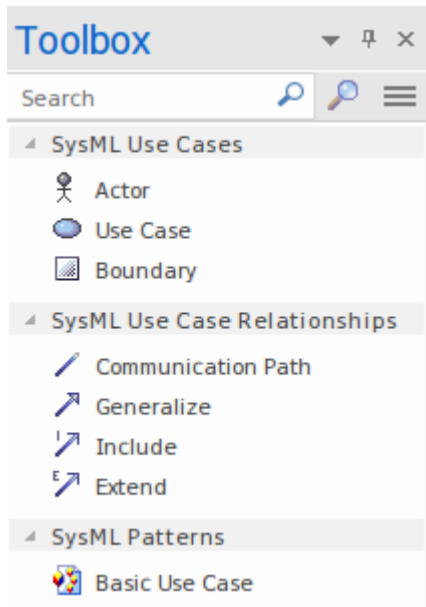 Toolbox
Search
SysML Use Cases
Actor
Use Case
Boundary
SysML Use Case Relationships
Communication Path
Generalize
Include
Extend
SysML Patterns
Basic Use Case